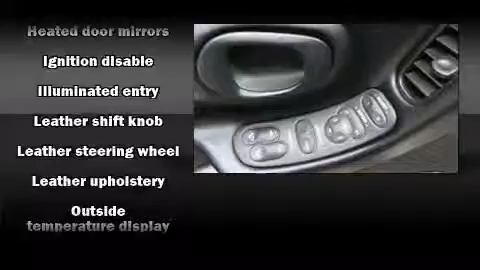 Heated door mirrors
Ignition disable
Illuminated entry
Leather shift knob
Leather steering wheel
Leather upholstery
Outside
temperature display